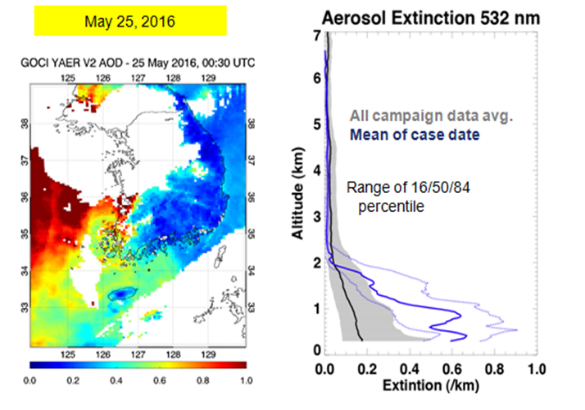 May 25, 2016
GOCI YAER V2 AOD - 25 May 2016, 00:30 UTC
125 126 127 128 129
38 38
37 37
36 36
35 35
34 34
33 33
125 126 127 128 129
0.0 0.2 0.4 0.6 0.8 1.0
Aerosol Extinction 532 nm
7
6
5
4
3
2
1
0
Altitude (km)
All campaign data avg.
Mean of case date
Range of 16/50/84
percentile
0.0 0.2 0.4 0.6 0.8 1.0
Extintion (/km)